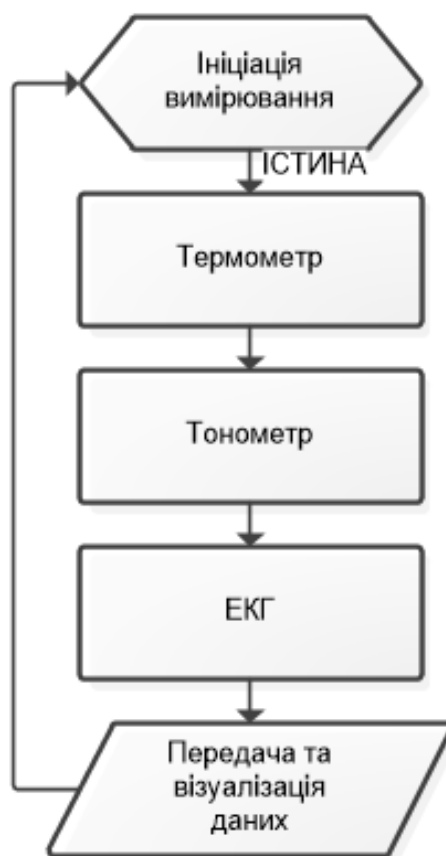 Ініціація
вимірювання
ІСТИНА
Термометр
Тонометр
ЕКГ
Передача та
візуалізація
даних